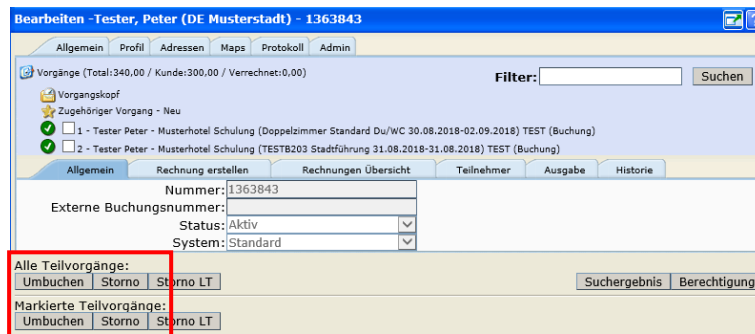 Bearbeiten -Tester, Peter (DE Musterstadt) - 1363843
Allgemein Profil Adressen Maps Protokoll Admin
Vorgänge (Total:340,00 / Kunde:300,00 / Verrechnet:0,00) Filter: Suchen
Vorgangskopf
Zugehöriger Vorgang - Neu
1 - Tester Peter - Musterhotel Schulung (Doppelzimmer Standard Du/WC 30.08.2018-02.09.2018) TEST (Buchung)
2 - Tester Peter - Musterhotel Schulung (TESTB203 Stadtführung 31.08.2018-31.08.2018) TEST (Buchung)
Allgemein Rechnung erstellen Rechnungen Übersicht Teilnehmer Ausgabe Historie
Nummer: 1363843
Externe Buchungsnummer:
Status: Aktiv
System: Standard
Alle Teilvorgänge:
Umbuchen Storno Storno LT Suchergebnis Berechtigung
Markierte Teilvorgänge:
Umbuchen Storno Storno LT